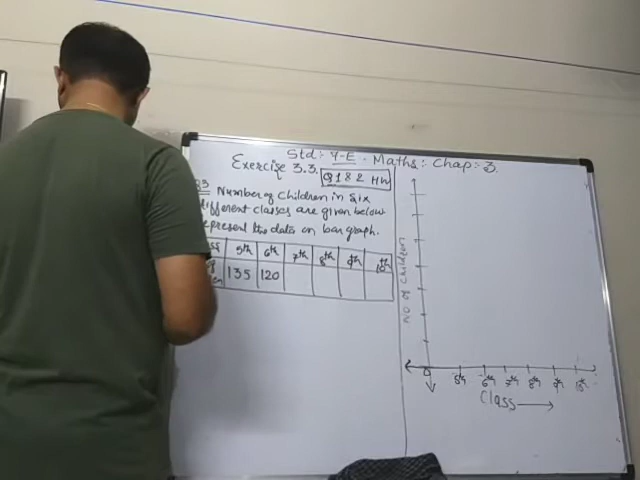 Std: 7-E. Maths: Chap: 3.
Exercise 3.3. Q1 & 2 HW
Q3 Number of Children in Six
different classes are given below
represent the data on bar graph.
5th 6th 7th 8th 9th 10th
135 120
No of Children
0 5th 6th 7th 8th 9th 10th
Class